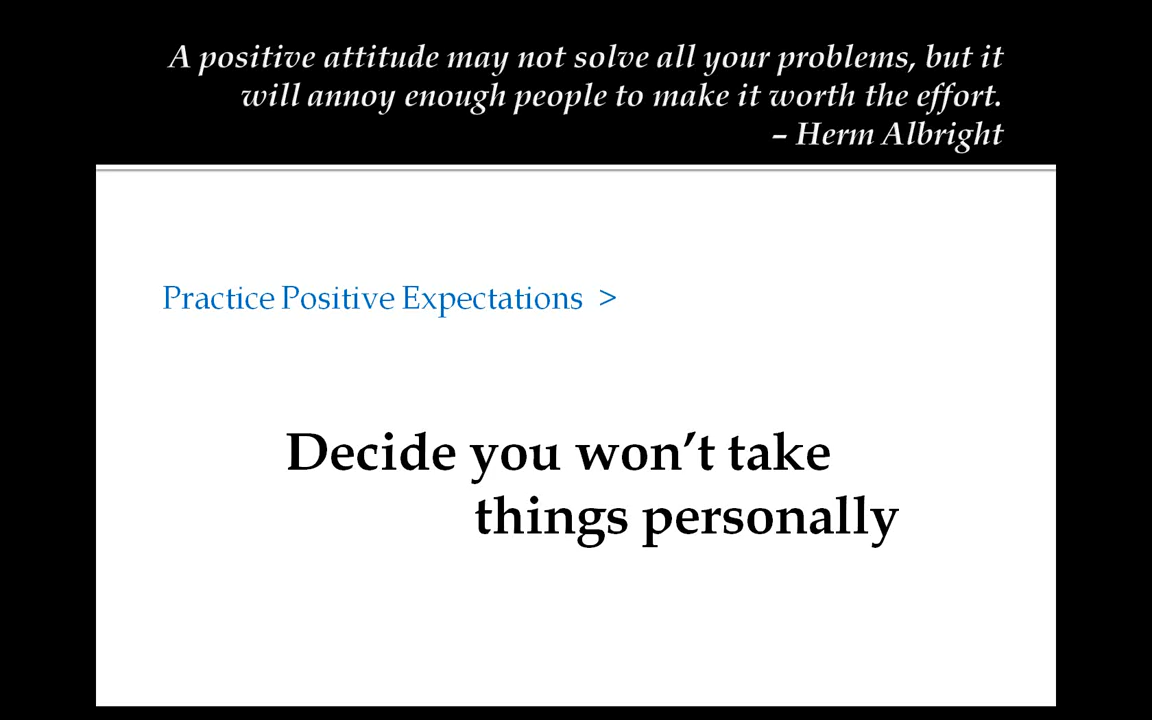 A positive attitude may not solve all your problems, but it
will annoy enough people to make it worth the effort.
– Herm Albright
Practice Positive Expectations >
Decide you won’t take
things personally